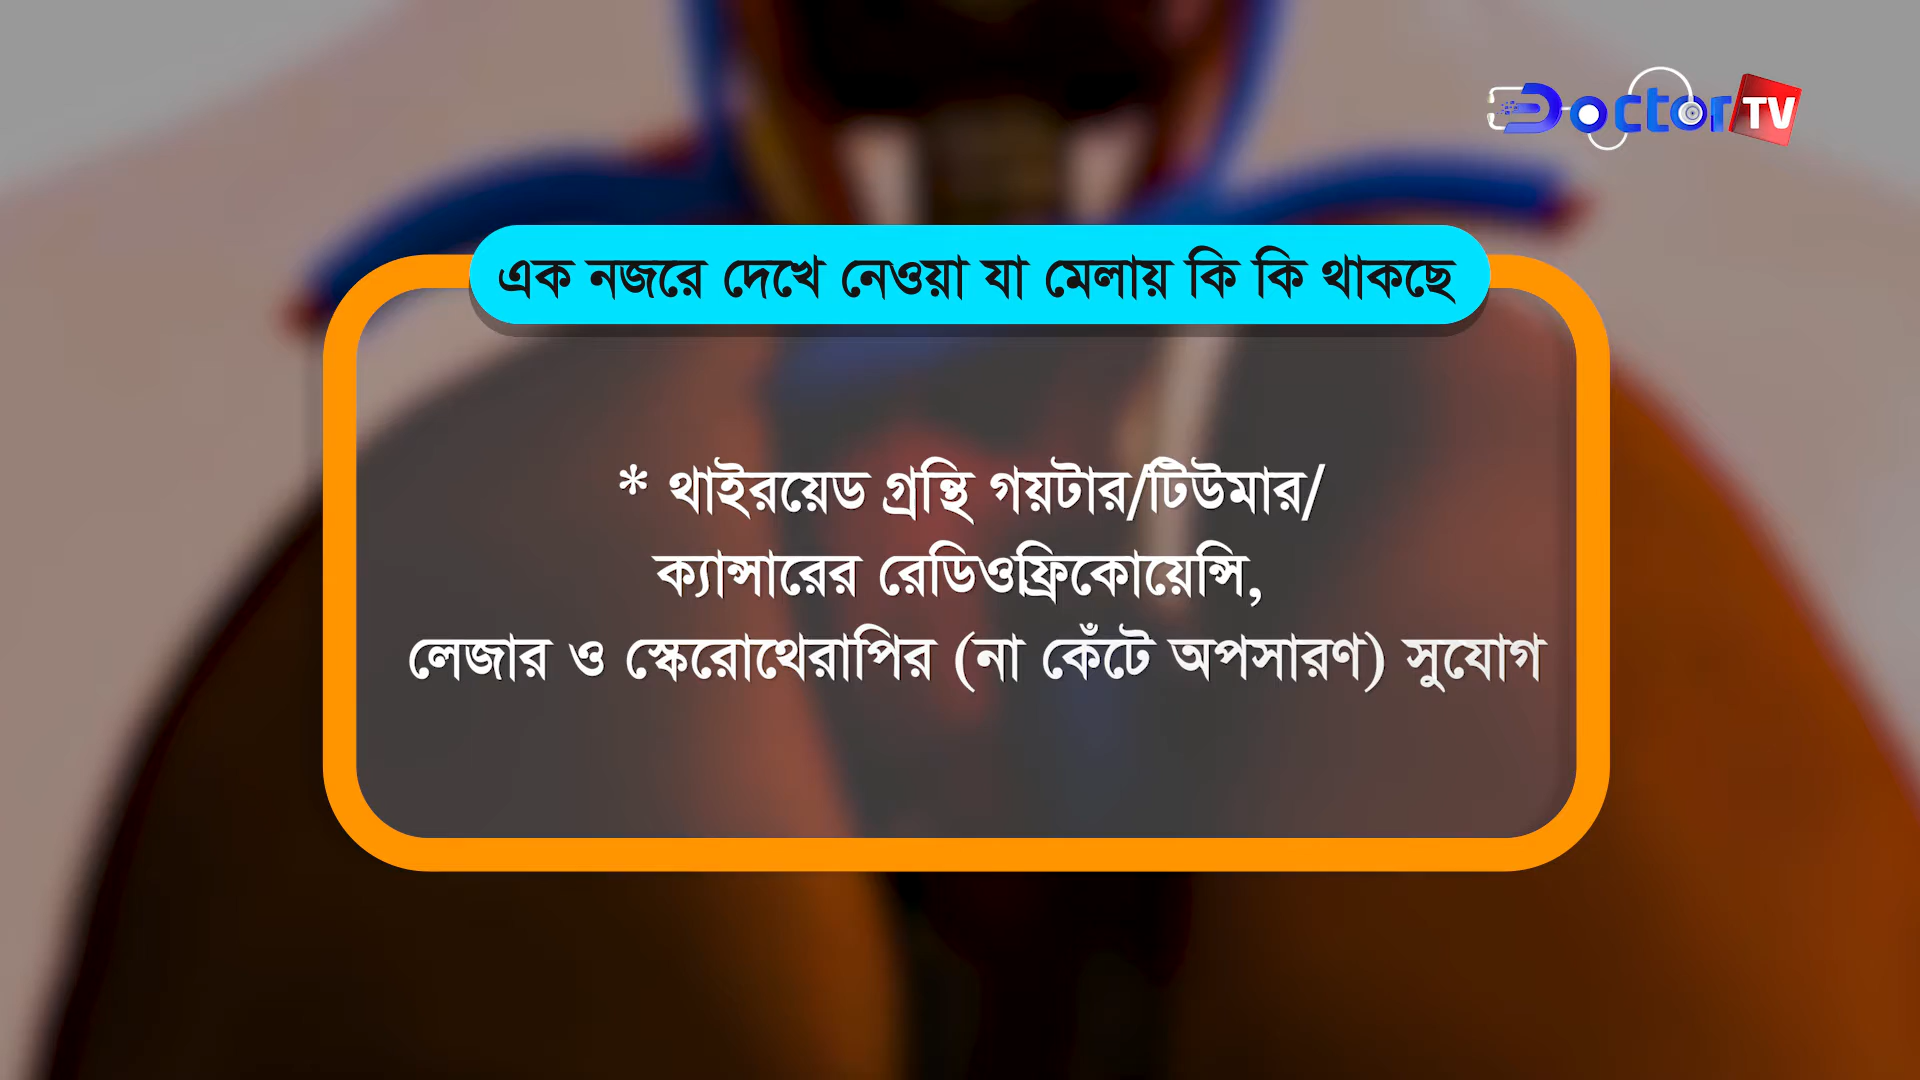 Doctor TV
এক নজরে দেখে নেওয়া যা মেলায় কি কি থাকছে
* থাইরয়েড গ্রন্থি গয়টার/টিউমার/
ক্যান্সারের রেডিওফ্রিকোয়েন্সি,
লেজার ও স্কেরোথেরাপির (না কেঁটে অপসারণ) সুযোগ